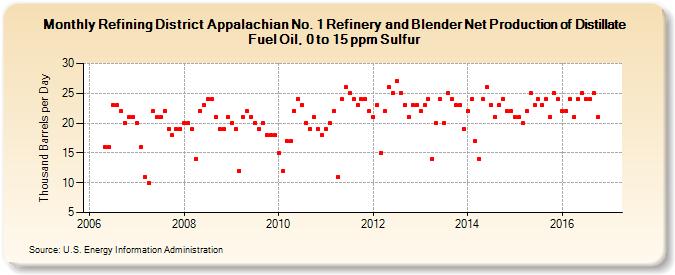 Monthly Refining District Appalachian No. 1 Refinery and Blender Net Production of Distillate
Fuel Oil, 0 to 15 ppm Sulfur
Thousand Barrels per Day
30
25
20
15
10
5
2006 2008 2010 2012 2014 2016
Source: U.S. Energy Information Administration